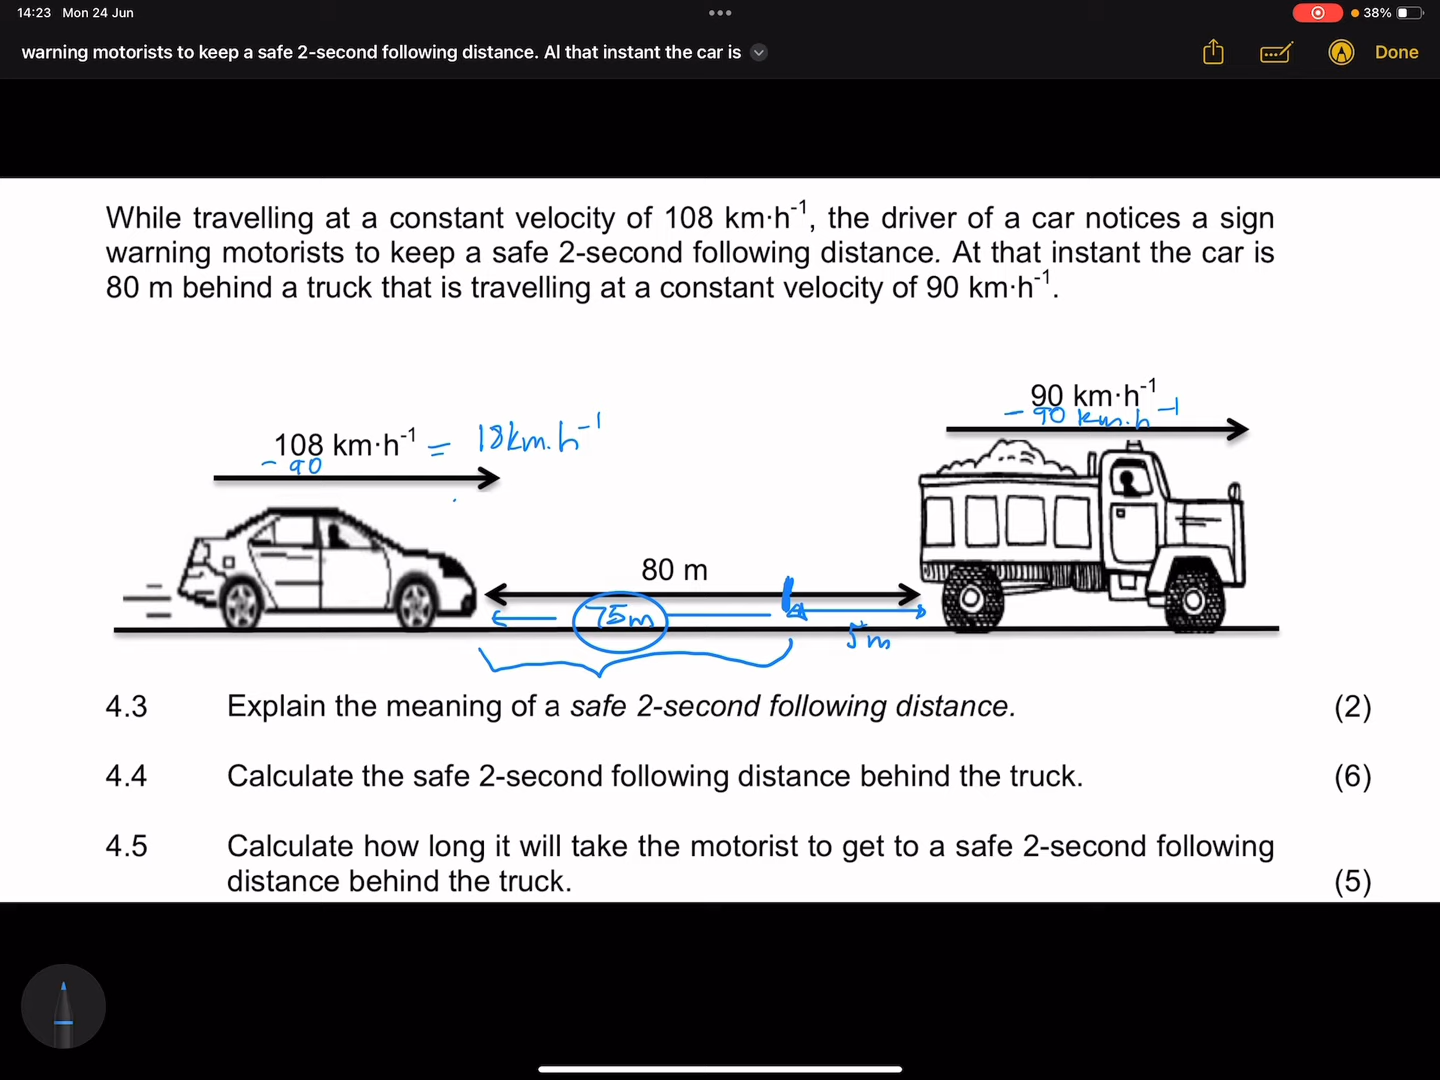 14:23 Mon 24 Jun
38%
warning motorists to keep a safe 2-second following distance. Al that instant the car is
Done
While travelling at a constant velocity of 108 km·h⁻¹, the driver of a car notices a sign
warning motorists to keep a safe 2-second following distance. At that instant the car is
80 m behind a truck that is travelling at a constant velocity of 90 km·h⁻¹.
90 km·h⁻¹
- 90 km.h⁻¹
108 km·h⁻¹ = 18km.h⁻¹
- 90
80 m
75m
5m
4.3 Explain the meaning of a safe 2-second following distance. (2)
4.4 Calculate the safe 2-second following distance behind the truck. (6)
4.5 Calculate how long it will take the motorist to get to a safe 2-second following
distance behind the truck. (5)